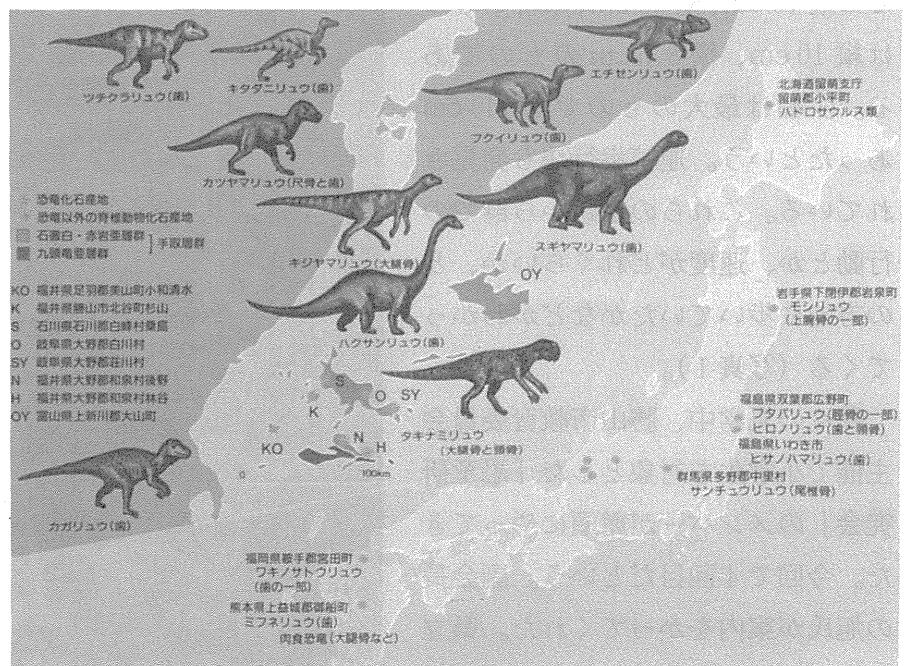 ツチクラリュウ(歯)
キタダニリュウ(歯)
エチゼンリュウ(歯)
フクイリュウ(歯)
カツヤマリュウ(尺骨と歯)
北海道留萌支庁
留萌郡小平町
ハドロサウルス類
恐竜化石産地
恐竜以外の脊椎動物化石産地
石徹白・赤岩亜層群
九頭竜亜層群
手取層群
キジヤマリュウ(大腿骨)
スギヤマリュウ(歯)
OY
KO 福井県足羽郡美山町小和清水
K 福井県勝山市北谷町杉山
S 石川県石川郡白峰村桑島
O 岐阜県大野郡白川村
SY 岐阜県大野郡荘川村
N 福井県大野郡和泉村後野
H 福井県大野郡和泉村林谷
OY 富山県上新川郡大山町
岩手県下閉伊郡岩泉町
モシリュウ
(上腕骨の一部)
ハクサンリュウ(歯)
S
O
SY
K
KO
N
H
0
100km
タキナミリュウ
(大腿骨と頭骨)
福島県双葉郡広野町
フタバリュウ(脛骨の一部)
ヒロノリュウ(歯と頸骨)
福島県いわき市
ヒサノハマリュウ(歯)
群馬県多野郡中里村
サンチュウリュウ(尾椎骨)
カガリュウ(歯)
福岡県鞍手郡宮田町
ワキノサトウリュウ
(歯の一部)
熊本県上益城郡御船町
ミフネリュウ(歯)
肉食恐竜(大腿骨など)